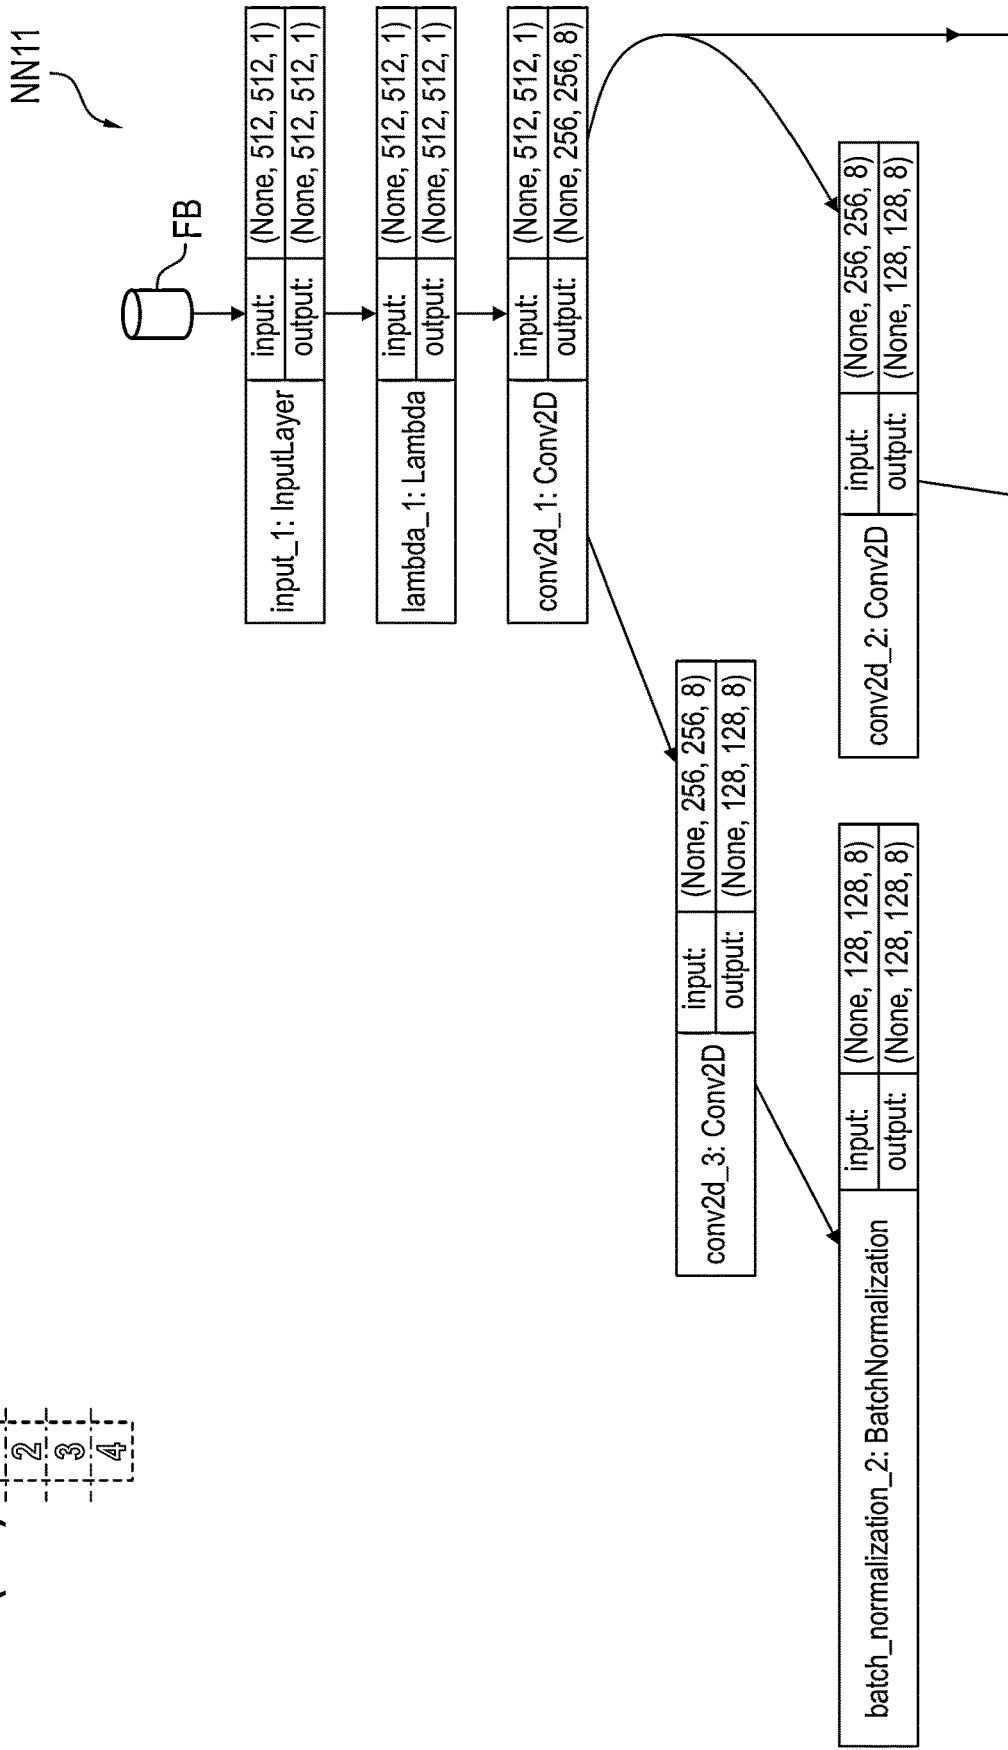 NN11
FB
input_1: InputLayer
input:
(None, 512, 512, 1)
output:
(None, 512, 512, 1)
lambda_1: Lambda
input:
(None, 512, 512, 1)
output:
(None, 512, 512, 1)
conv2d_1: Conv2D
input:
(None, 512, 512, 1)
output:
(None, 256, 256, 8)
conv2d_3: Conv2D
input:
(None, 256, 256, 8)
output:
(None, 128, 128, 8)
batch_normalization_2: BatchNormalization
input:
(None, 128, 128, 8)
output:
(None, 128, 128, 8)
conv2d_2: Conv2D
input:
(None, 256, 256, 8)
output:
(None, 128, 128, 8)
2
3
4